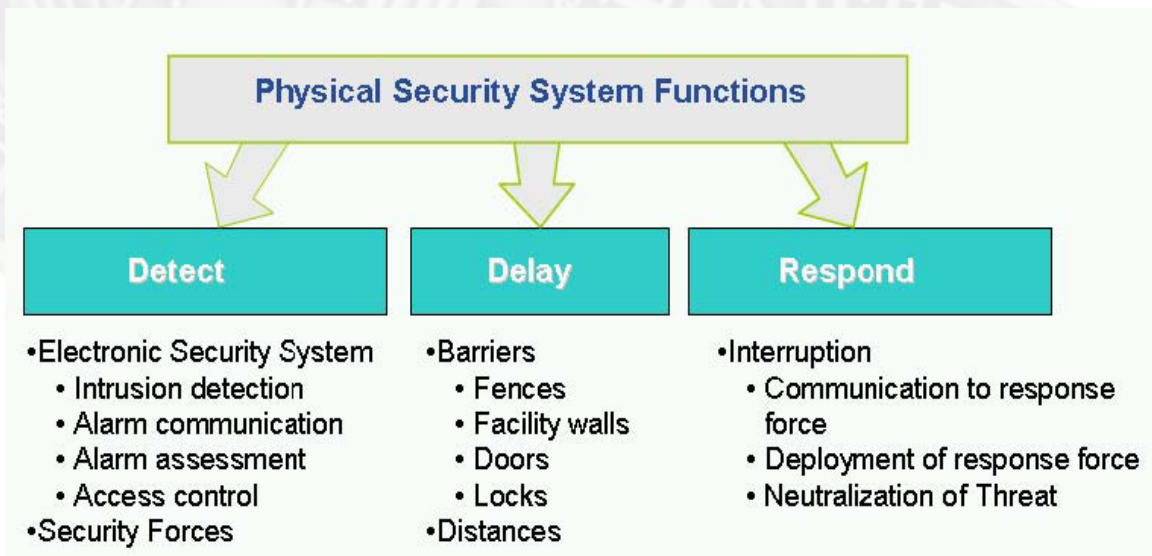 Physical Security System Functions
Detect
•Electronic Security System
• Intrusion detection
• Alarm communication
• Alarm assessment
• Access control
•Security Forces
Delay
•Barriers
• Fences
• Facility walls
• Doors
• Locks
•Distances
Respond
•Interruption
• Communication to response
force
• Deployment of response force
• Neutralization of Threat